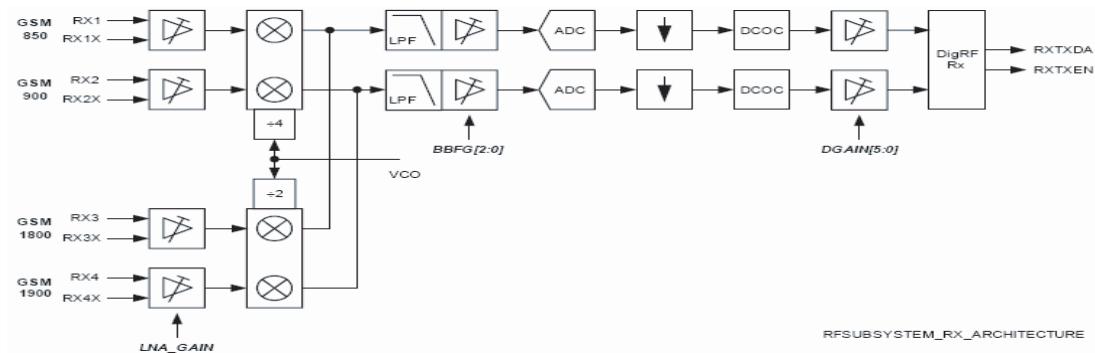 GSM
850
RX1
RX1X
LPF
ADC
DCOC
DigRF
Rx
RXTXDA
RXTXEN
GSM
900
RX2
RX2X
LPF
ADC
DCOC
÷4
BBFG[2:0]
DGAIN[5:0]
VCO
÷2
GSM
1800
RX3
RX3X
GSM
1900
RX4
RX4X
LNA_GAIN
RFSUBSYSTEM_RX_ARCHITECTURE